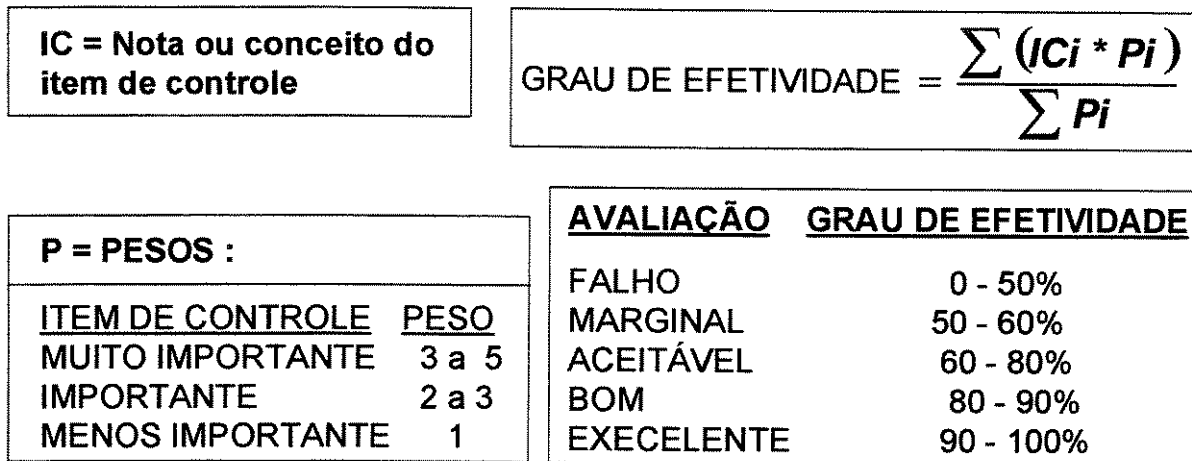 IC = Nota ou conceito do
item de controle
GRAU DE EFETIVIDADE = ∑ (ICi * Pi)
∑ Pi
P = PESOS :
ITEM DE CONTROLE PESO
MUITO IMPORTANTE 3 a 5
IMPORTANTE 2 a 3
MENOS IMPORTANTE 1
AVALIAÇÃO GRAU DE EFETIVIDADE
FALHO 0 - 50%
MARGINAL 50 - 60%
ACEITÁVEL 60 - 80%
BOM 80 - 90%
EXECELENTE 90 - 100%